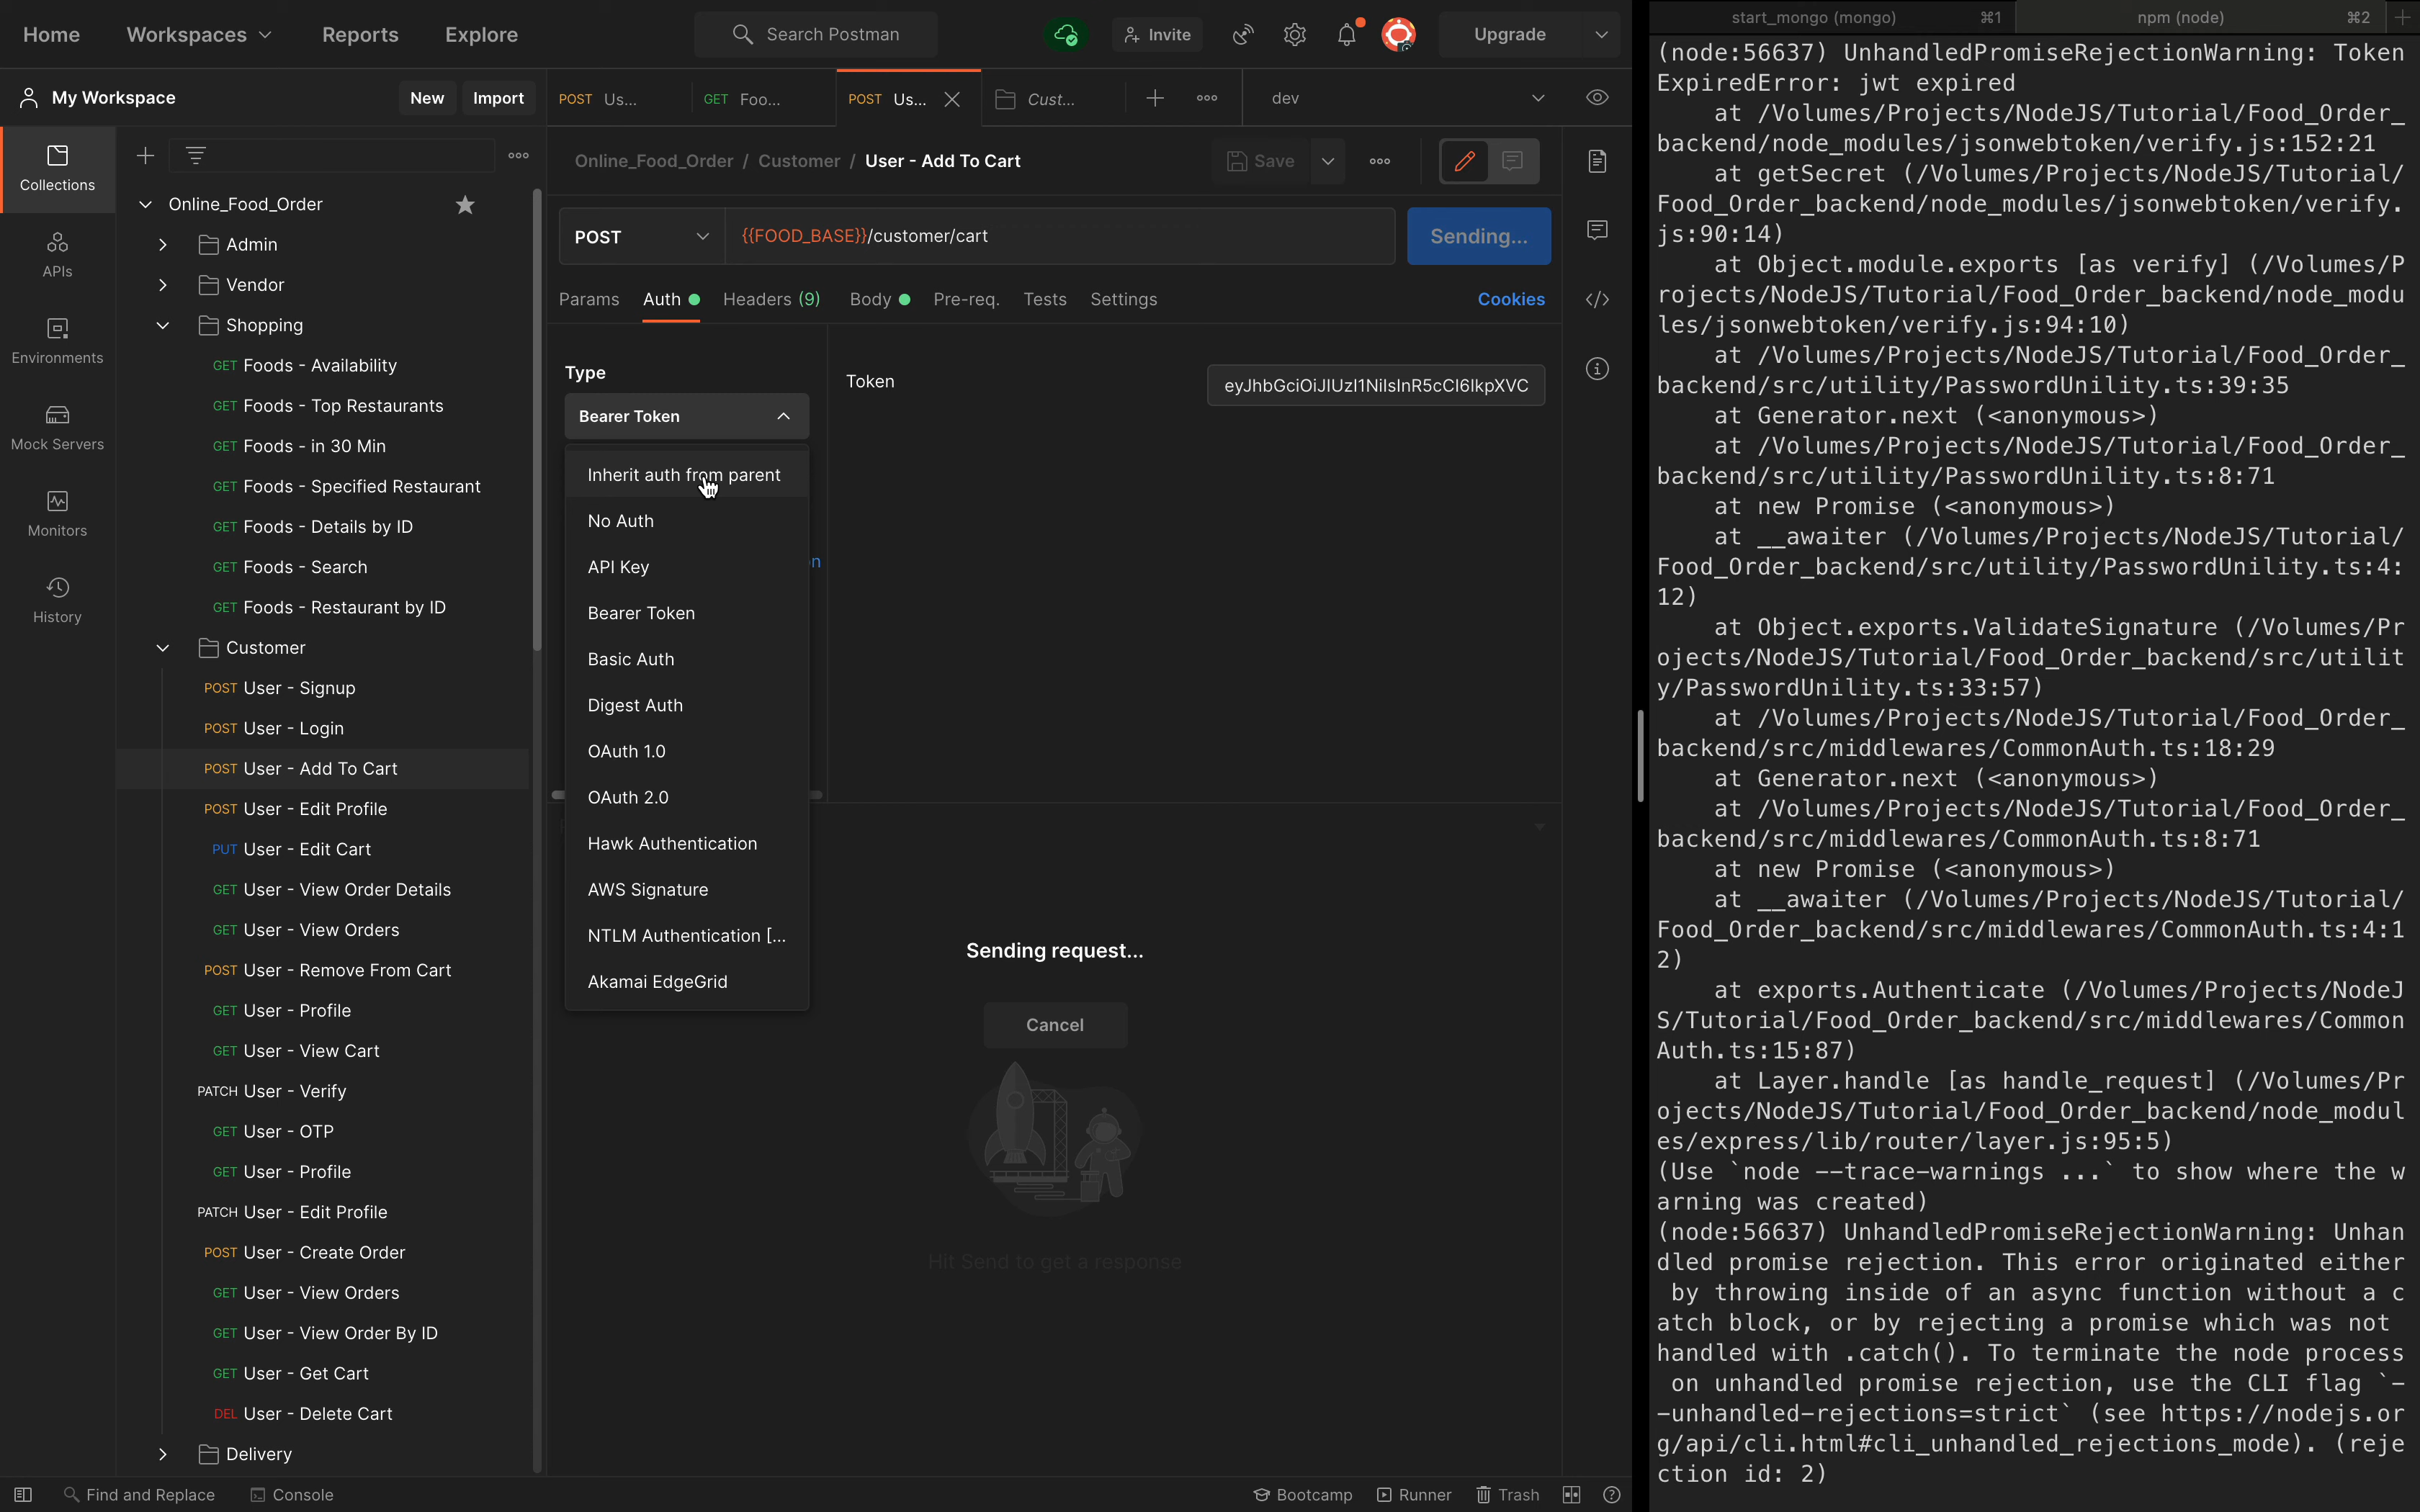 Home
Workspaces
Reports
Explore
Search Postman
Invite
Upgrade
My Workspace
New
Import
POST Us...
GET Foo...
POST Us...
Cust...
dev
Collections
APIs
Environments
Mock Servers
Monitors
History
Online_Food_Order
Admin
Vendor
Shopping
GET Foods - Availability
GET Foods - Top Restaurants
GET Foods - in 30 Min
GET Foods - Specified Restaurant
GET Foods - Details by ID
GET Foods - Search
GET Foods - Restaurant by ID
Customer
POST User - Signup
POST User - Login
POST User - Add To Cart
POST User - Edit Profile
PUT User - Edit Cart
GET User - View Order Details
GET User - View Orders
POST User - Remove From Cart
GET User - Profile
GET User - View Cart
PATCH User - Verify
GET User - OTP
GET User - Profile
PATCH User - Edit Profile
POST User - Create Order
GET User - View Orders
GET User - View Order By ID
GET User - Get Cart
DEL User - Delete Cart
Delivery
Online_Food_Order / Customer / User - Add To Cart
Save
POST
{{FOOD_BASE}}/customer/cart
Sending...
Params
Auth
Headers (9)
Body
Pre-req.
Tests
Settings
Cookies
Type
Bearer Token
Token
eyJhbGciOiJIUzI1NiIsInR5cCI6IkpXVC
Inherit auth from parent
No Auth
API Key
Bearer Token
Basic Auth
Digest Auth
OAuth 1.0
OAuth 2.0
Hawk Authentication
AWS Signature
NTLM Authentication [...
Akamai EdgeGrid
Sending request...
Cancel
Hit Send to get a response
Find and Replace
Console
Bootcamp
Runner
Trash
start_mongo (mongo) ⌘1
npm (node) ⌘2
(node:56637) UnhandledPromiseRejectionWarning: Token
ExpiredError: jwt expired
at /Volumes/Projects/NodeJS/Tutorial/Food_Order_
backend/node_modules/jsonwebtoken/verify.js:152:21
at getSecret (/Volumes/Projects/NodeJS/Tutorial/
Food_Order_backend/node_modules/jsonwebtoken/verify.
js:90:14)
at Object.module.exports [as verify] (/Volumes/P
rojects/NodeJS/Tutorial/Food_Order_backend/node_modu
les/jsonwebtoken/verify.js:94:10)
at /Volumes/Projects/NodeJS/Tutorial/Food_Order_
backend/src/utility/PasswordUnility.ts:39:35
at Generator.next (<anonymous>)
at /Volumes/Projects/NodeJS/Tutorial/Food_Order_
backend/src/utility/PasswordUnility.ts:8:71
at new Promise (<anonymous>)
at __awaiter (/Volumes/Projects/NodeJS/Tutorial/
Food_Order_backend/src/utility/PasswordUnility.ts:4:
12)
at Object.exports.ValidateSignature (/Volumes/Pr
ojects/NodeJS/Tutorial/Food_Order_backend/src/utilit
y/PasswordUnility.ts:33:57)
at /Volumes/Projects/NodeJS/Tutorial/Food_Order_
backend/src/middlewares/CommonAuth.ts:18:29
at Generator.next (<anonymous>)
at /Volumes/Projects/NodeJS/Tutorial/Food_Order_
backend/src/middlewares/CommonAuth.ts:8:71
at new Promise (<anonymous>)
at __awaiter (/Volumes/Projects/NodeJS/Tutorial/
Food_Order_backend/src/middlewares/CommonAuth.ts:4:1
2)
at exports.Authenticate (/Volumes/Projects/NodeJ
S/Tutorial/Food_Order_backend/src/middlewares/Common
Auth.ts:15:87)
at Layer.handle [as handle_request] (/Volumes/Pr
ojects/NodeJS/Tutorial/Food_Order_backend/node_modul
es/express/lib/router/layer.js:95:5)
(Use `node --trace-warnings ...` to show where the w
arning was created)
(node:56637) UnhandledPromiseRejectionWarning: Unhan
dled promise rejection. This error originated either
by throwing inside of an async function without a c
atch block, or by rejecting a promise which was not
handled with .catch(). To terminate the node process
on unhandled promise rejection, use the CLI flag `-
-unhandled-rejections=strict` (see https://nodejs.or
g/api/cli.html#cli_unhandled_rejections_mode). (reje
ction id: 2)